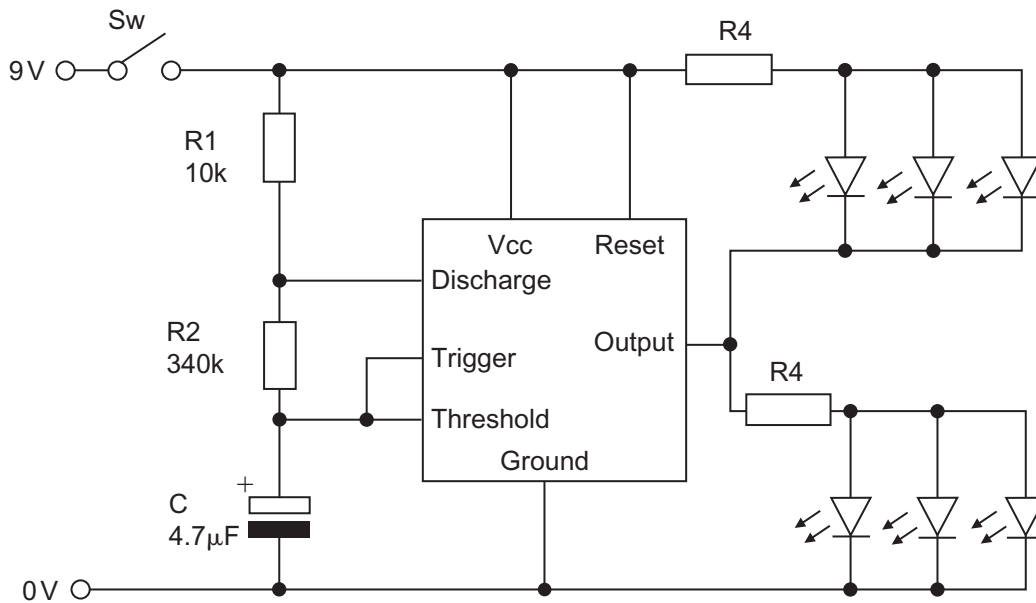 Sw
R4
9V
R1
10k
Vcc
Reset
Discharge
R2
340k
Output
Trigger
R4
Threshold
Ground
+
C
4.7μF
0V